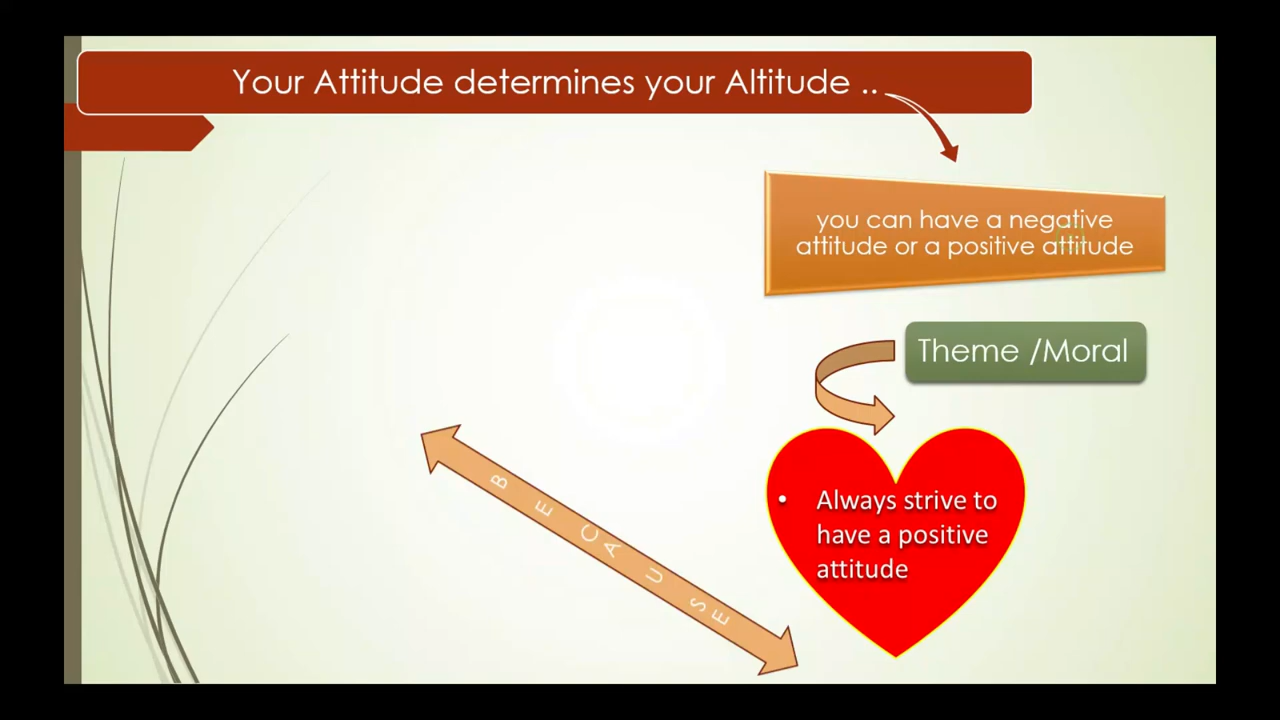 Your Attitude determines your Altitude ..
you can have a negative
attitude or a positive attitude
Theme /Moral
• Always strive to
have a positive
attitude
B E C A U S E